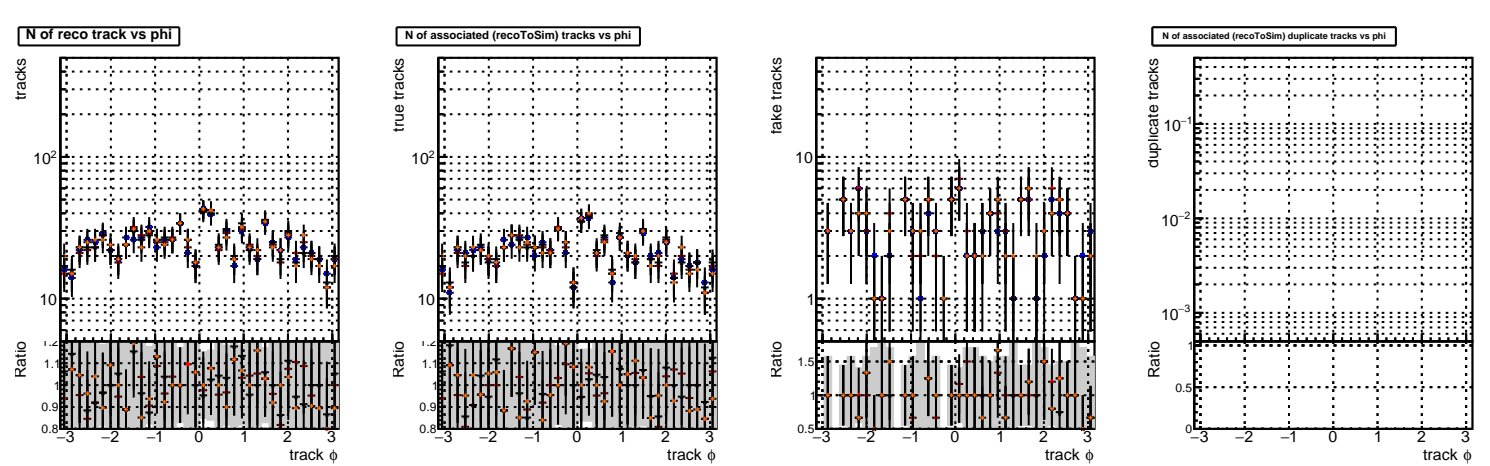 N of reco track vs phi
tracks
10²
10
Ratio
1.2
1.1
1
0.9
0.8
−3 −2 −1 0 1 2 3
track ϕ
N of associated (recoToSim) tracks vs phi
true tracks
10²
10
Ratio
1.2
1.1
1
0.9
0.8
−3 −2 −1 0 1 2 3
track ϕ
fake tracks
10
1
Ratio
1.5
1
0.5
−3 −2 −1 0 1 2 3
track ϕ
N of associated (recoToSim) duplicate tracks vs phi
duplicate tracks
10⁻¹
10⁻²
10⁻³
Ratio
1
0.5
0
−3 −2 −1 0 1 2 3
track ϕ